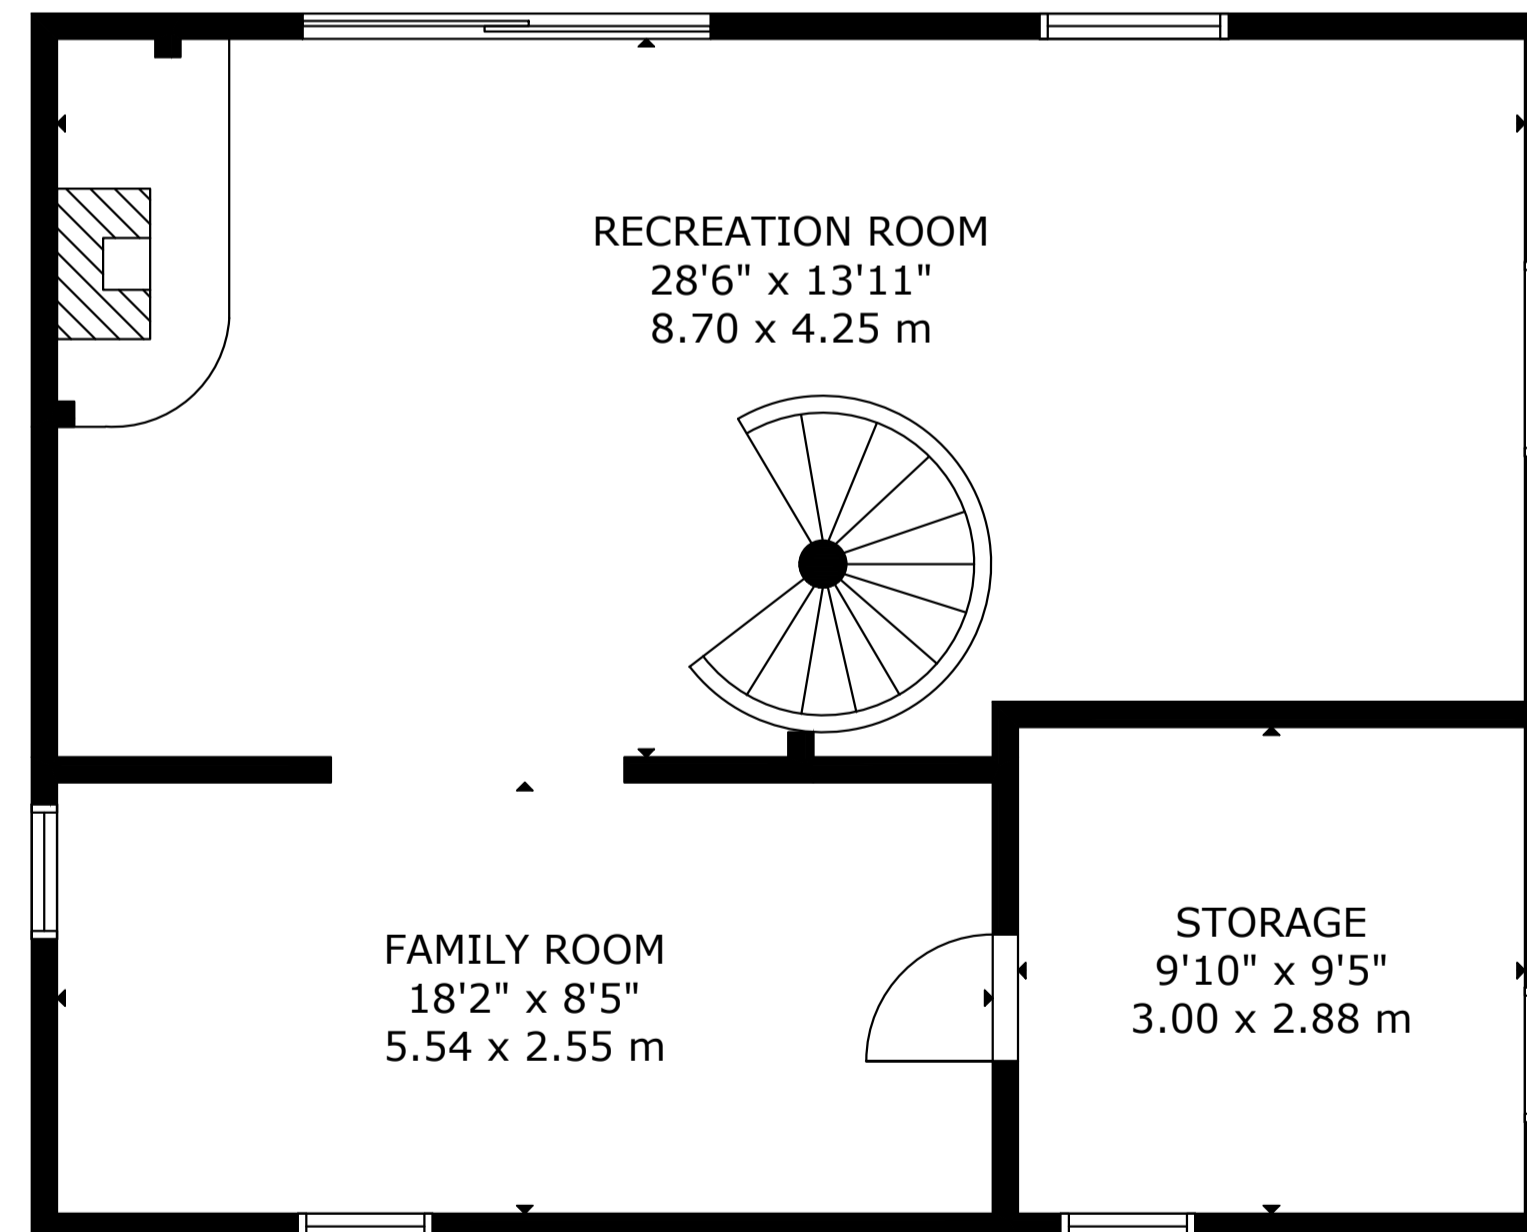 RECREATION ROOM
28'6" x 13'11"
8.70 x 4.25 m
FAMILY ROOM
18'2" x 8'5"
5.54 x 2.55 m
STORAGE
9'10" x 9'5"
3.00 x 2.88 m